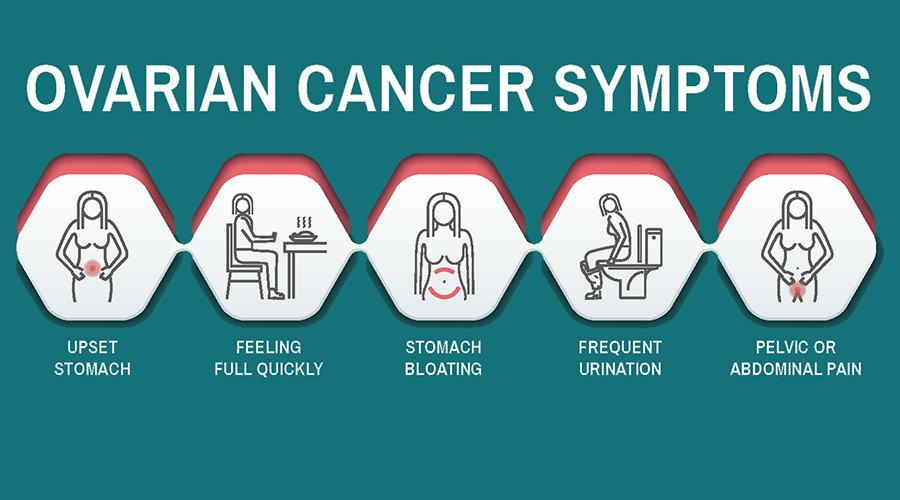 OVARIAN CANCER SYMPTOMS
UPSET
STOMACH
FEELING
FULL QUICKLY
STOMACH
BLOATING
FREQUENT
URINATION
PELVIC OR
ABDOMINAL PAIN